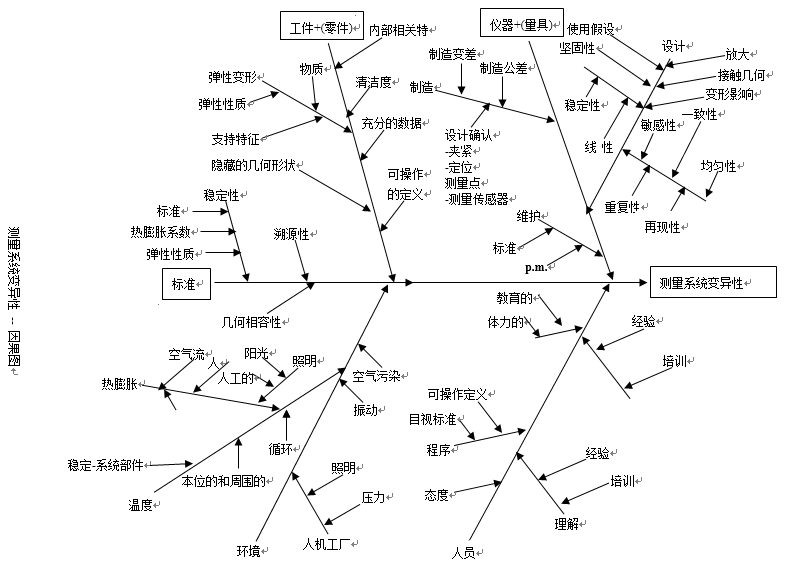 工件+(零件)
内部相关特
物质
弹性变形
清洁度
弹性性质
支持特征
充分的数据
隐藏的几何形状
可操作
的定义
仪器+(量具)
使用假设
设计
坚固性
放大
制造变差
制造公差
接触几何
制造
变形影响
稳定性
一致性
敏感性
设计确认
-夹紧
-定位
测量点
-测量传感器
线 性
均匀性
重复性
再现性
维护
标准
p.m.
稳定性
标准
热膨胀系数
弹性性质
溯源性
标准
几何相容性
测量系统变异性
测量系统变异性 - 因果图
空气流
人
阳光
照明
人工的
热膨胀
空气污染
振动
循环
稳定-系统部件
本位的和周围的
温度
照明
压力
环境
人机工厂
教育的
体力的
经验
培训
可操作定义
目视标准
程序
态度
经验
培训
理解
人员